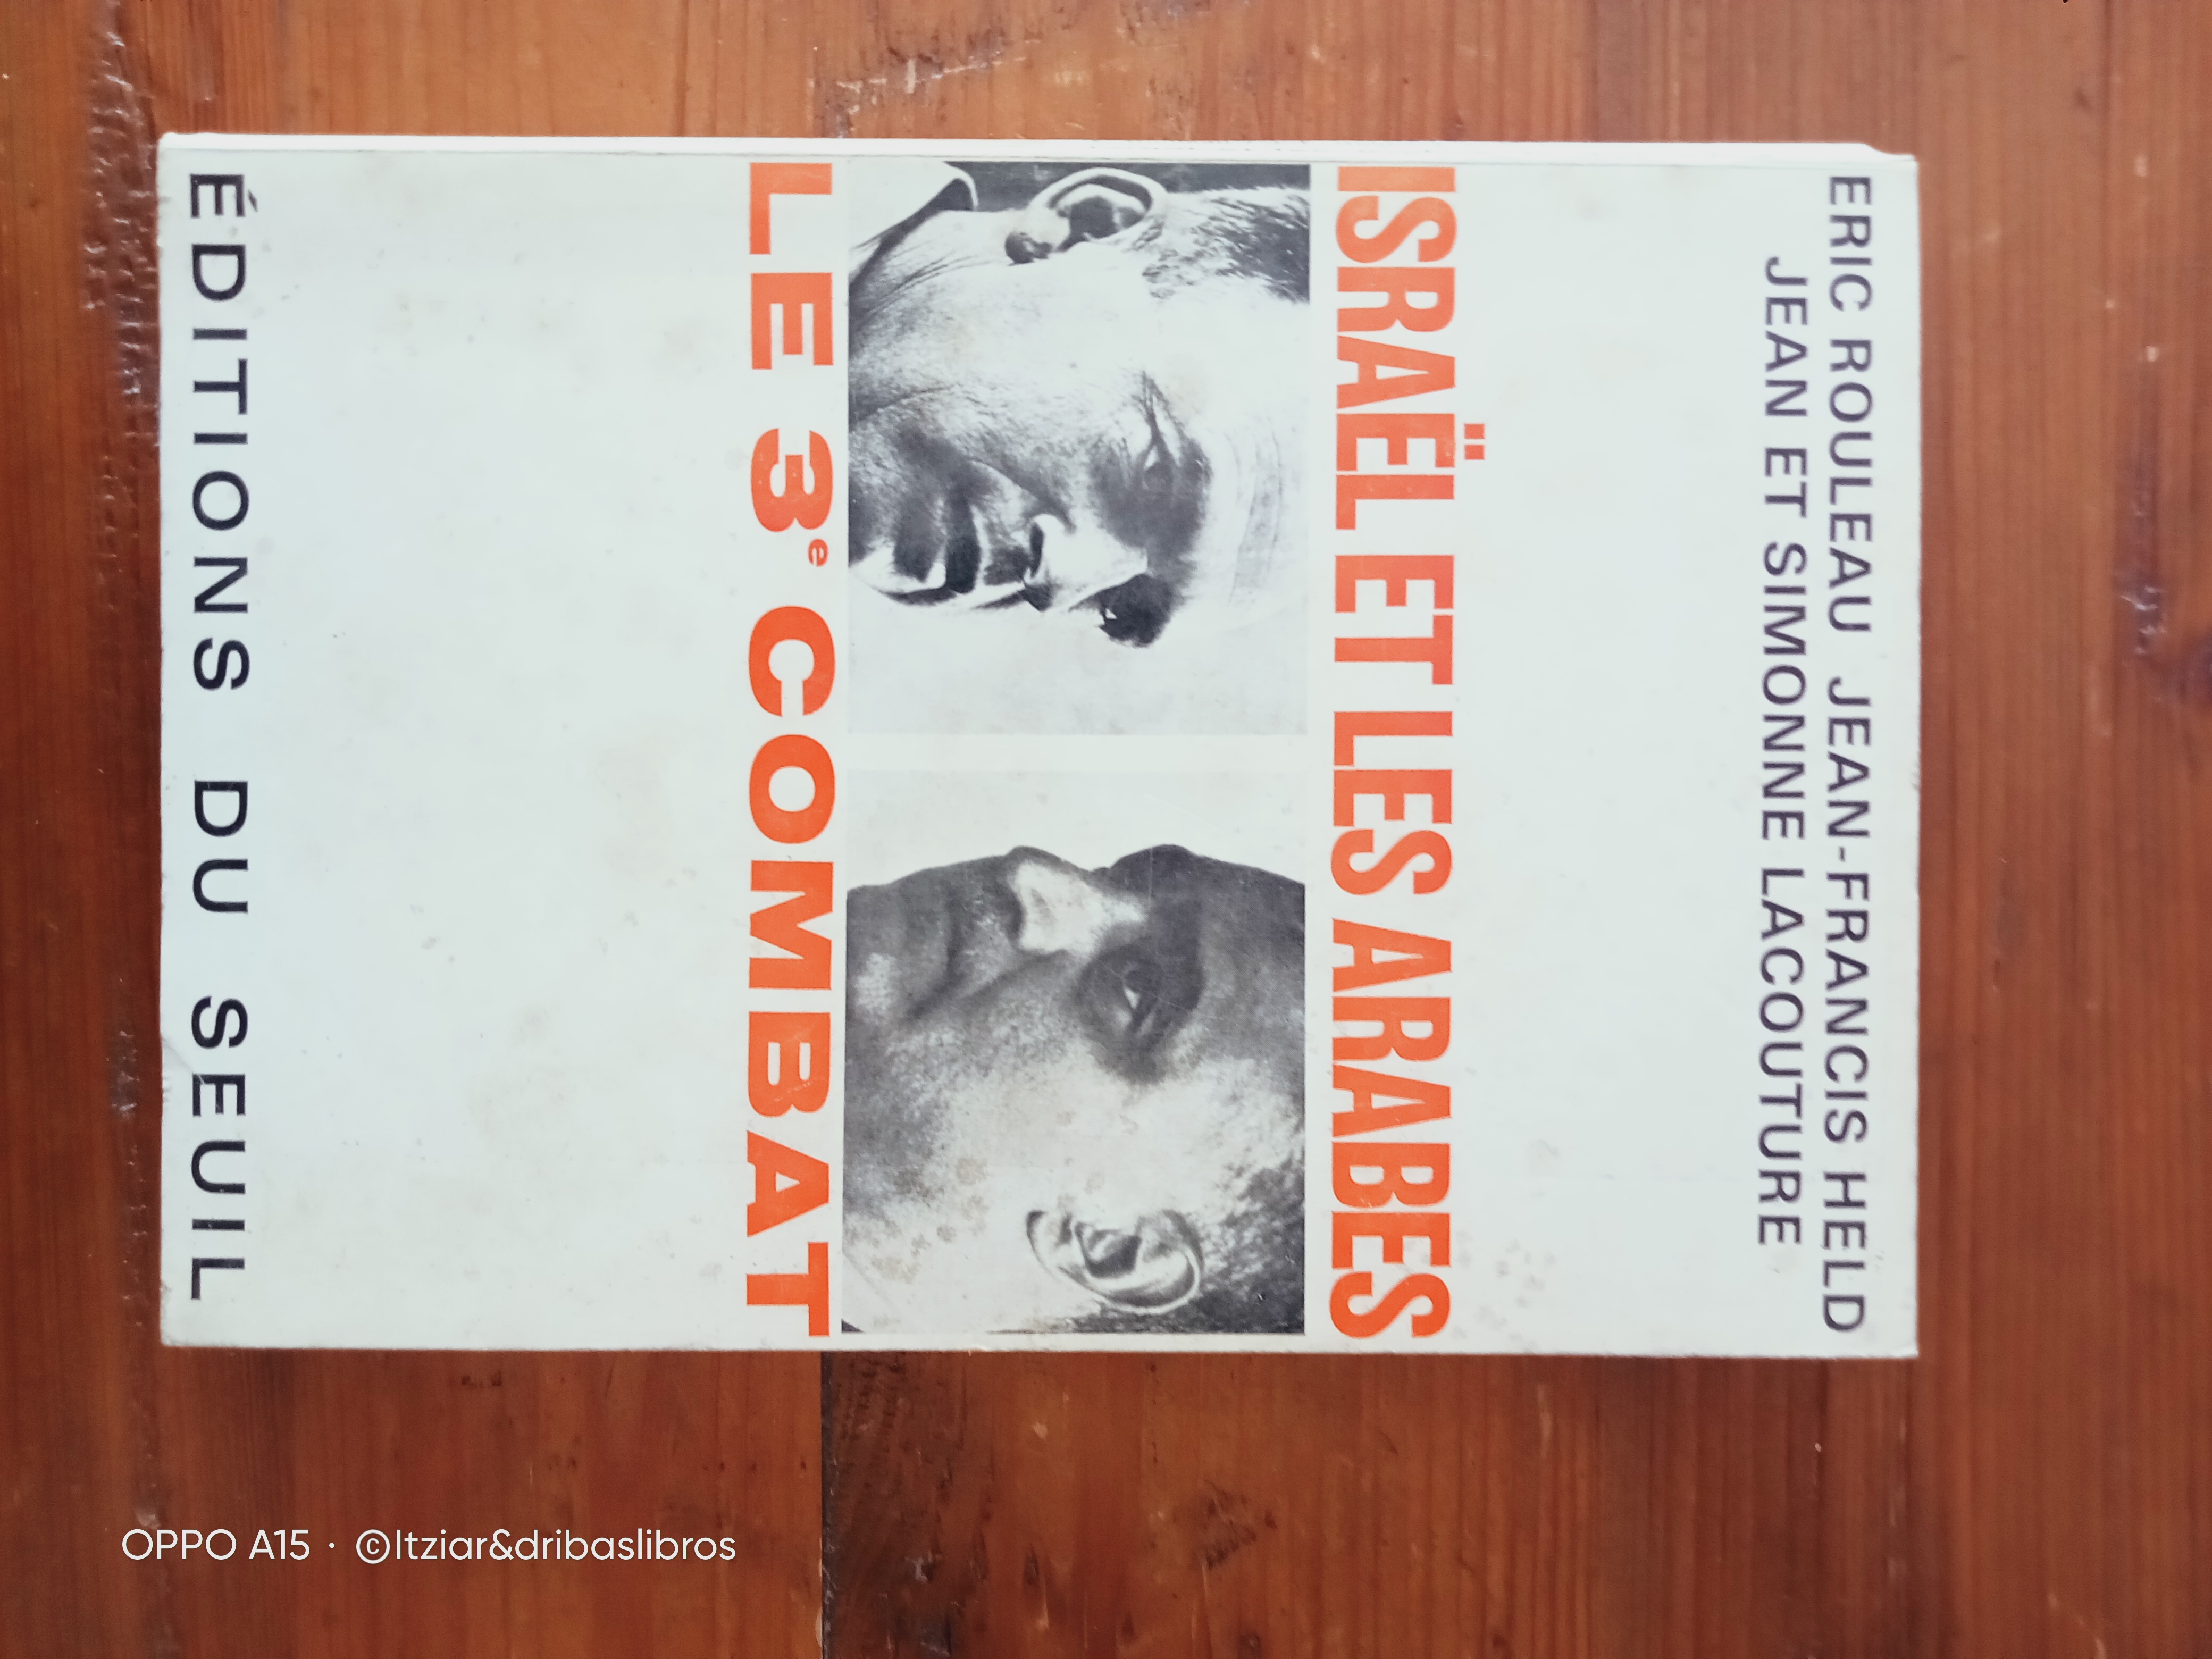 ERIC ROULEAU JEAN-FRANCIS HELD
JEAN ET SIMONNE LACOUTURE
ISRAËL ET LES ARABES
LE 3e COMBAT
ÉDITIONS DU SEUIL
OPPO A15 · ©Itziar&dribaslibros